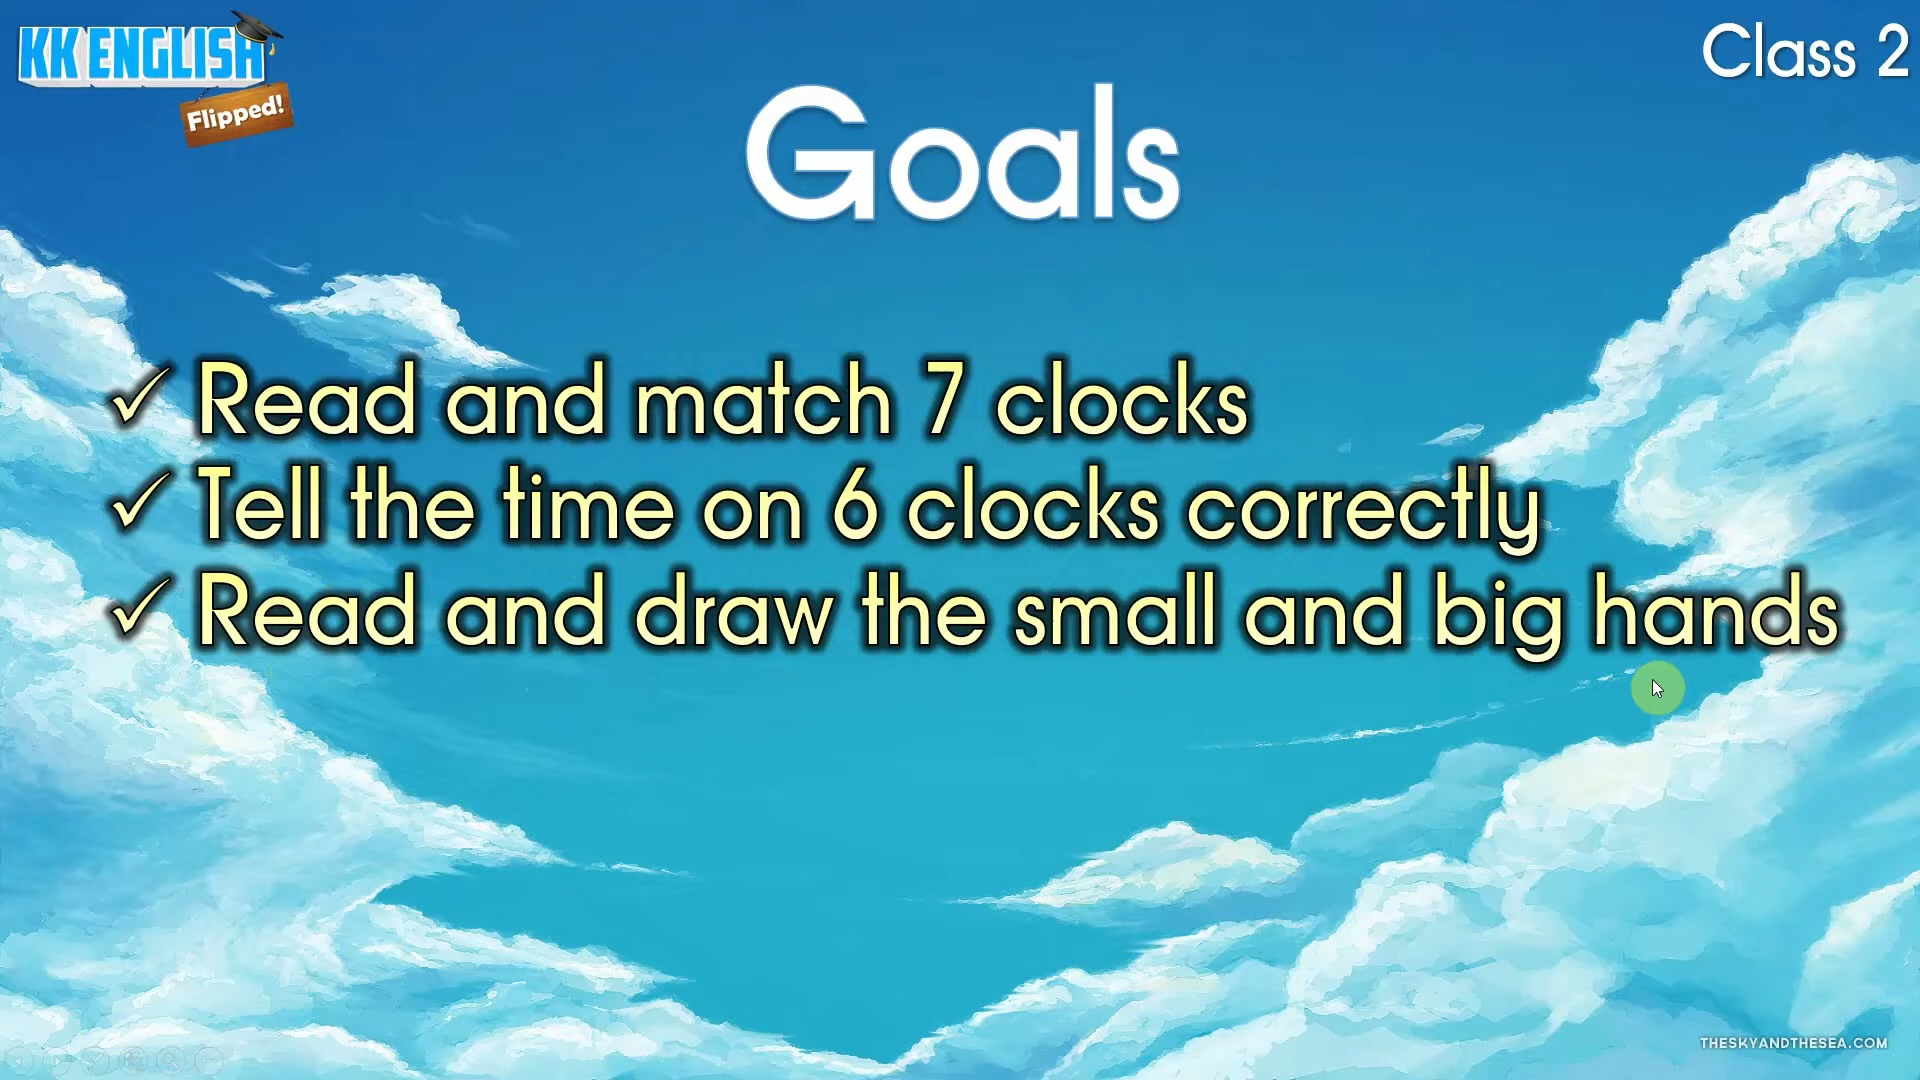 KK ENGLISH
Flipped!
Class 2
Goals
✓ Read and match 7 clocks
✓ Tell the time on 6 clocks correctly
✓ Read and draw the small and big hands
THESKYANDTHESEA.COM